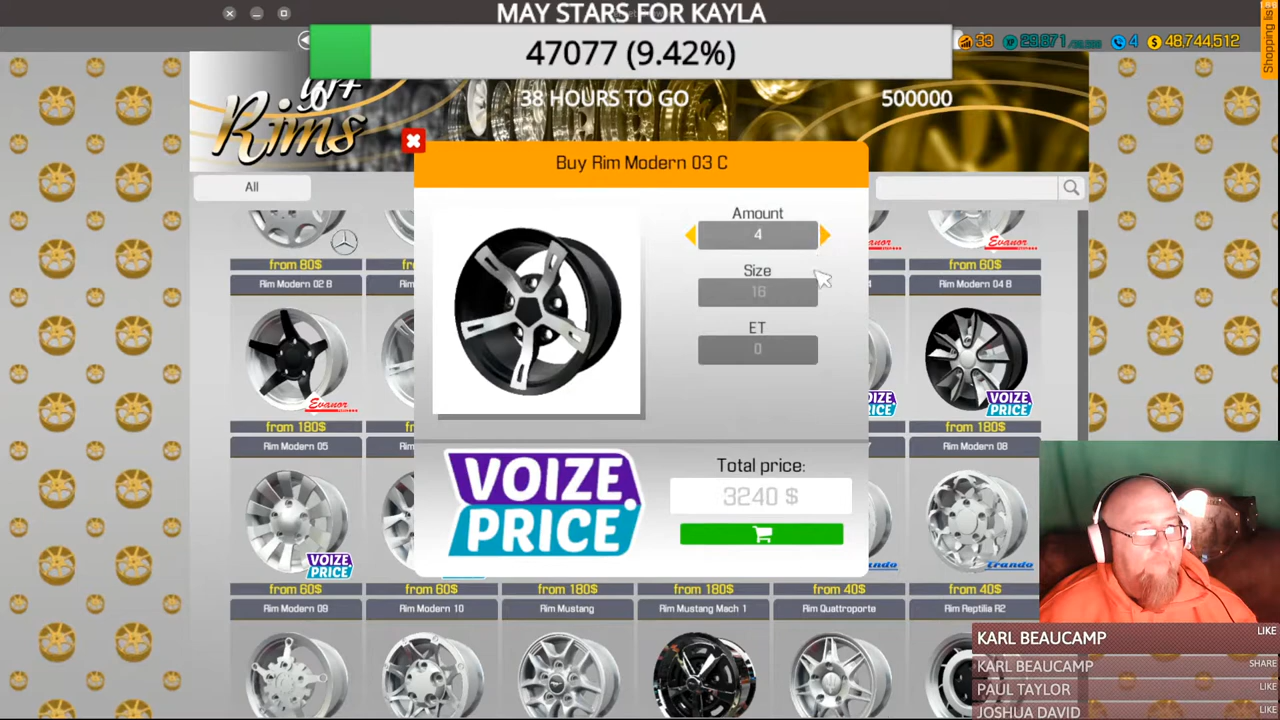 MAY STARS FOR KAYLA
47077 (9.42%)
38 HOURS TO GO
500000
33
4
48,744,512
Shopping list
Rims
All
Buy Rim Modern 03 C
Amount
4
Size
16
ET
0
VOIZE.
PRICE
Total price:
3240 $
from 80$
from 60$
Rim Modern 02 B
Rim Modern 04 B
Evanor
VOIZE
PRICE
from 180$
from 180$
Rim Modern 05
Rim Modern 08
VOIZE
PRICE
from 60$
from 60$
from 180$
from 180$
from 40$
from 40$
Rim Modern 09
Rim Modern 10
Rim Mustang
Rim Mustang Mach 1
Rim Quattroporte
Rim Reptilia R2
KARL BEAUCAMP
LIKE
KARL BEAUCAMP
SHARE
PAUL TAYLOR
LIKE
JOSHUA DAVID
LIKE